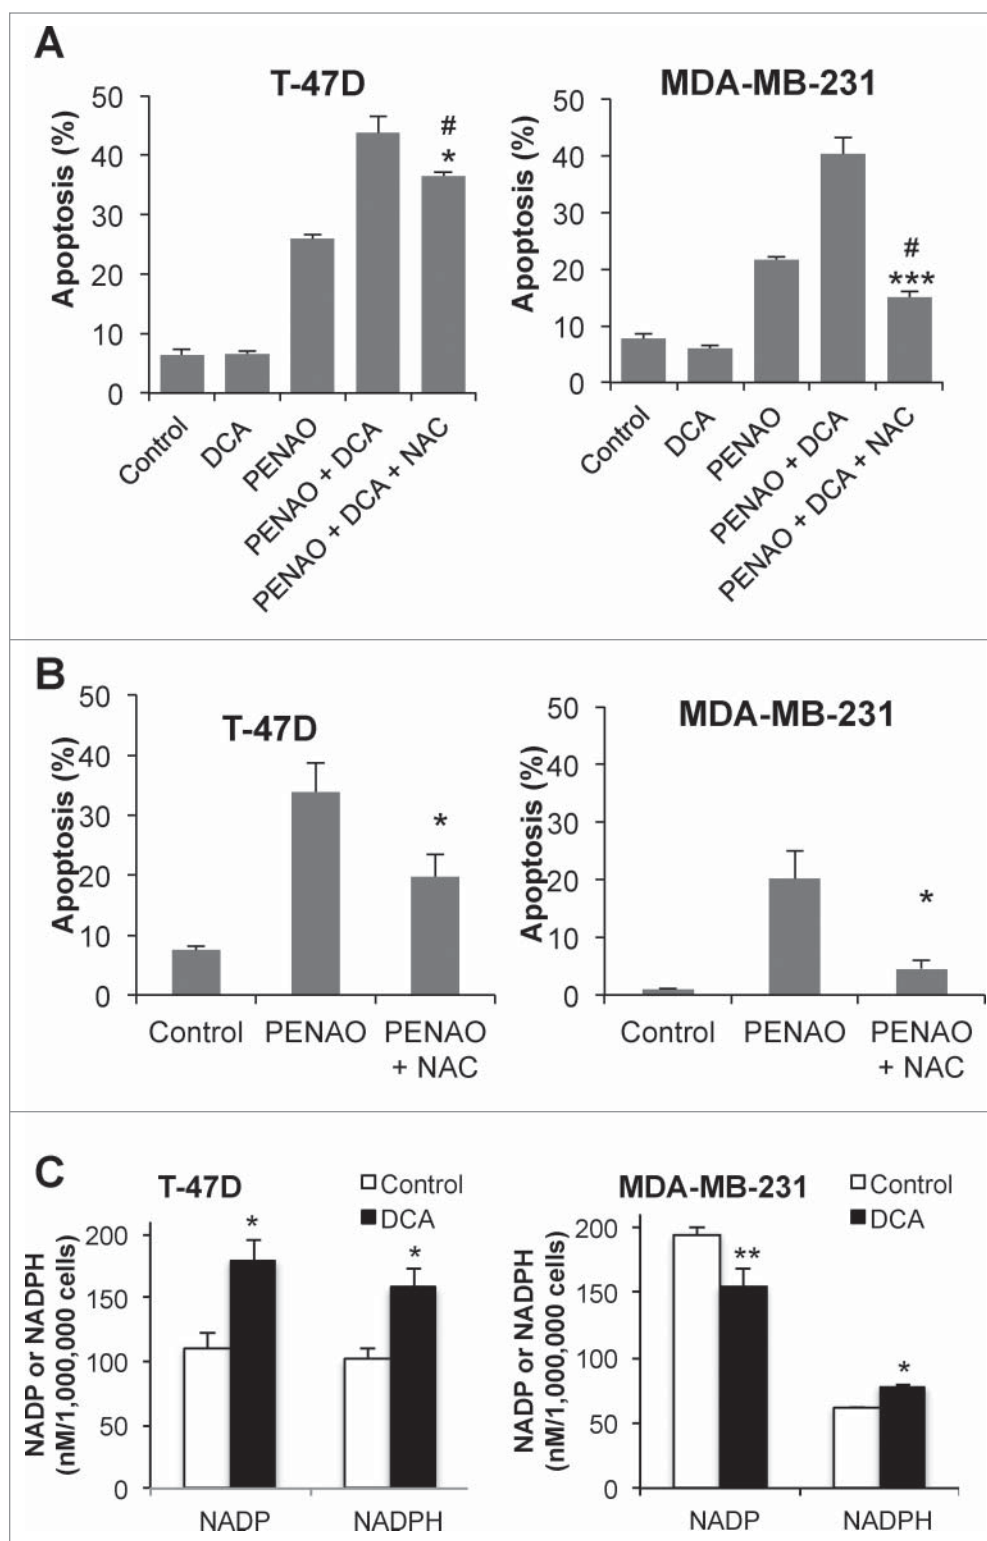 A
T-47D
Apoptosis (%)
50
40
30
20
10
0
#
*
Control
DCA
PENAO
PENAO + DCA
PENAO + DCA + NAC
MDA-MB-231
Apoptosis (%)
50
40
30
20
10
0
#
***
Control
DCA
PENAO
PENAO + DCA
PENAO + DCA + NAC
B
T-47D
Apoptosis (%)
50
40
30
20
10
0
*
Control
PENAO
PENAO
+ NAC
MDA-MB-231
Apoptosis (%)
50
40
30
20
10
0
*
Control
PENAO
PENAO
+ NAC
C
T-47D
Control
DCA
NADP or NADPH
(nM/1,000,000 cells)
200
150
100
50
0
*
*
NADP
NADPH
MDA-MB-231
Control
DCA
NADP or NADPH
(nM/1,000,000 cells)
200
150
100
50
0
**
*
NADP
NADPH